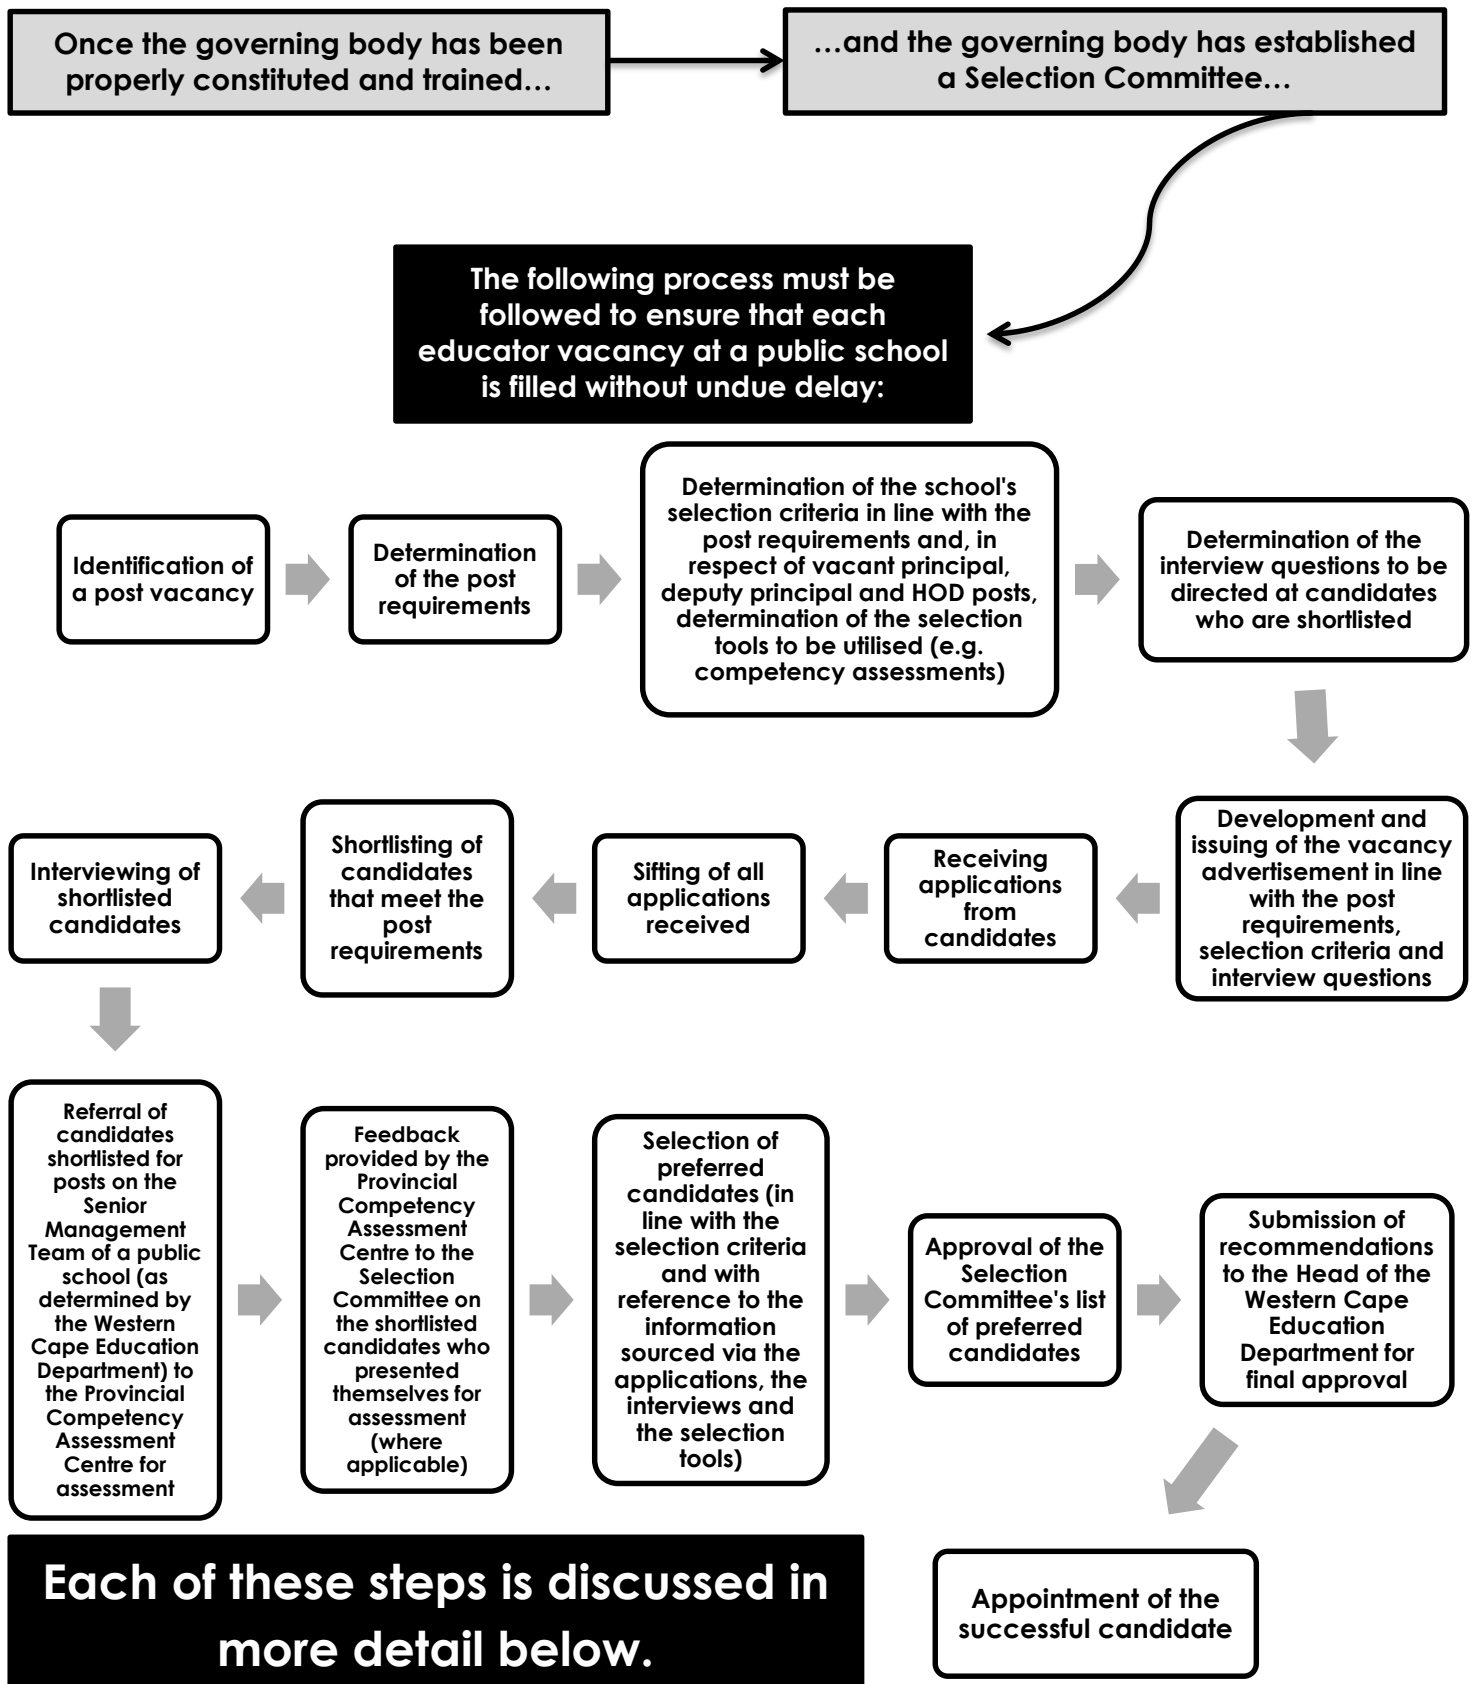 Once the governing body has been
properly constituted and trained…
…and the governing body has established
a Selection Committee…
The following process must be
followed to ensure that each
educator vacancy at a public school
is filled without undue delay:
Identification of
a post vacancy
Determination
of the post
requirements
Determination of the school's
selection criteria in line with the
post requirements and, in
respect of vacant principal,
deputy principal and HOD posts,
determination of the selection
tools to be utilised (e.g.
competency assessments)
Determination of the
interview questions to be
directed at candidates
who are shortlisted
Development and
issuing of the vacancy
advertisement in line
with the post
requirements,
selection criteria and
interview questions
Receiving
applications
from
candidates
Sifting of all
applications
received
Shortlisting of
candidates
that meet the
post
requirements
Interviewing of
shortlisted
candidates
Referral of
candidates
shortlisted for
posts on the
Senior
Management
Team of a public
school (as
determined by
the Western
Cape Education
Department) to
the Provincial
Competency
Assessment
Centre for
assessment
Feedback
provided by the
Provincial
Competency
Assessment
Centre to the
Selection
Committee on
the shortlisted
candidates who
presented
themselves for
assessment
(where
applicable)
Selection of
preferred
candidates (in
line with the
selection criteria
and with
reference to the
information
sourced via the
applications, the
interviews and
the selection
tools)
Approval of the
Selection
Committee's list
of preferred
candidates
Submission of
recommendations
to the Head of the
Western Cape
Education
Department for
final approval
Appointment of the
successful candidate
Each of these steps is discussed in
more detail below.